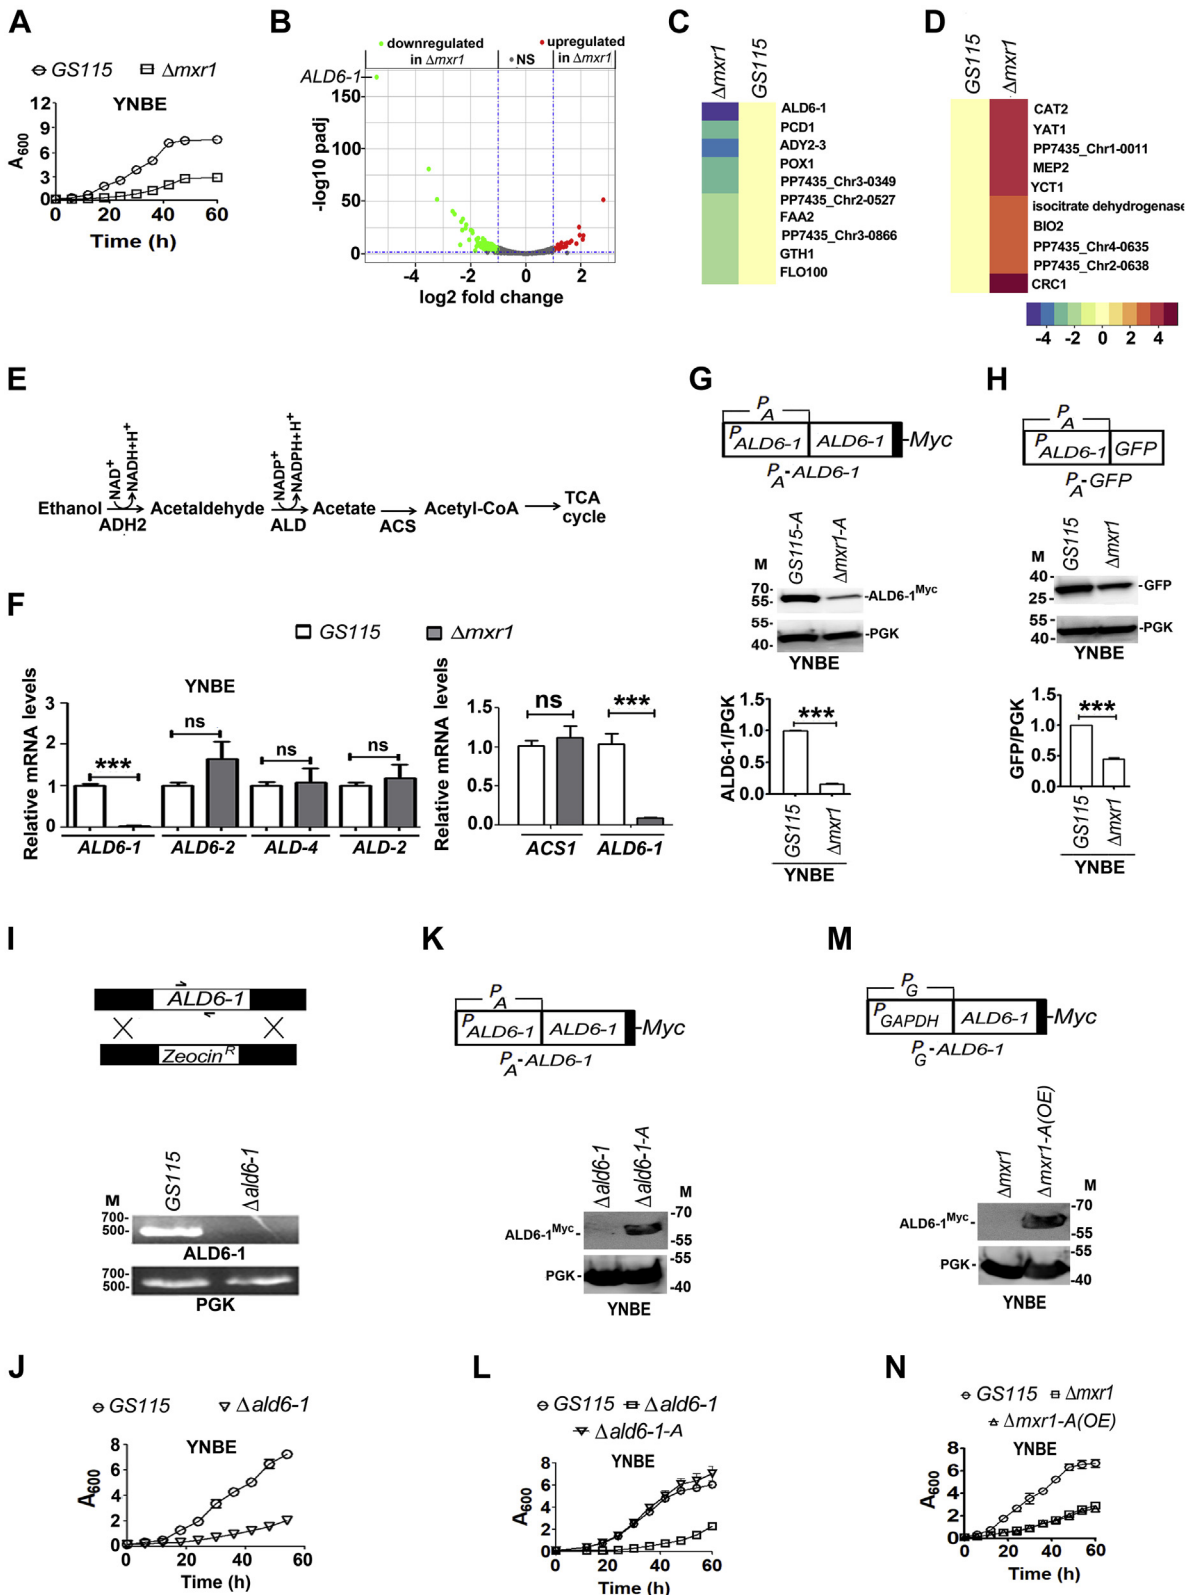 A
GS115 Δmxr1
YNBE
A600
12
9
6
3
0
0 20 40 60
Time (h)
B
downregulated in Δmxr1
NS
upregulated in Δmxr1
ALD6-1
-log10 padj
150
100
50
0
-4 -2 0 2
log2 fold change
C
Δmxr1 GS115
ALD6-1
PCD1
ADY2-3
POX1
PP7435_Chr3-0349
PP7435_Chr2-0527
FAA2
PP7435_Chr3-0866
GTH1
FLO100
D
GS115 Δmxr1
CAT2
YAT1
PP7435_Chr1-0011
MEP2
YCT1
isocitrate dehydrogenase
BIO2
PP7435_Chr4-0635
PP7435_Chr2-0638
CRC1
-4 -2 0 2 4
E
NAD+ NADH+H+ NADP+ NADPH+H+
Ethanol Acetaldehyde Acetate Acetyl-CoA TCA cycle
ADH2 ALD ACS
F
GS115 Δmxr1
YNBE
Relative mRNA levels
3
2
1
0
*** ns ns ns
ALD6-1 ALD6-2 ALD-4 ALD-2
Relative mRNA levels
1.5
1.0
0.5
0.0
ns ***
ACS1 ALD6-1
G
PA
PALD6-1 ALD6-1 -Myc
PA-ALD6-1
GS115-A Δmxr1-A
M
70-
55-
-ALD6-1Myc
55-
40-
-PGK
YNBE
ALD6-1/PGK
1.5
1.0
0.5
0.0
***
GS115 Δmxr1
YNBE
H
PA
PALD6-1 GFP
PA-GFP
GS115 Δmxr1
M
40-
25-
-GFP
55-
40-
-PGK
YNBE
GFP/PGK
1.5
1.0
0.5
0.0
***
GS115 Δmxr1
YNBE
I
ALD6-1
ZeocinR
GS115 Δald6-1
M
700-
500-
ALD6-1
700-
500-
PGK
J
GS115 Δald6-1
YNBE
A600
8
6
4
2
0
0 20 40 60
Time (h)
K
PA
PALD6-1 ALD6-1 -Myc
PA-ALD6-1
Δald6-1 Δald6-1-A
M
ALD6-1Myc -
-70
-55
PGK -
-55
-40
YNBE
L
GS115 Δald6-1
Δald6-1-A
YNBE
A600
8
6
4
2
0
0 20 40 60
Time (h)
M
PG
PGAPDH ALD6-1 -Myc
PG-ALD6-1
Δmxr1 Δmxr1-A(OE)
M
ALD6-1Myc -
-70
-55
PGK -
-55
-40
YNBE
N
GS115 Δmxr1
Δmxr1-A(OE)
YNBE
A600
8
6
4
2
0
0 20 40 60
Time (h)